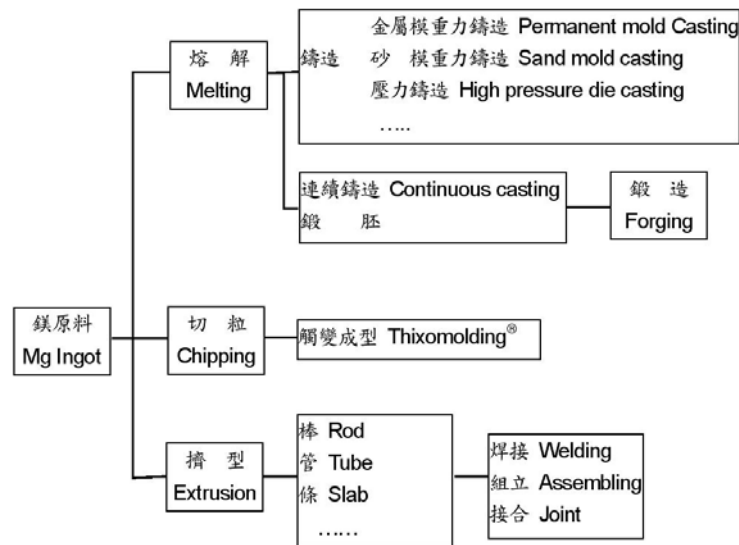 熔 解
Melting
鑄造
金屬模重力鑄造 Permanent mold Casting
砂 模重力鑄造 Sand mold casting
壓力鑄造 High pressure die casting
…..
連續鑄造 Continuous casting
鍛 胚
鍛 造
Forging
鎂原料
Mg Ingot
切 粒
Chipping
觸變成型 Thixomolding®
擠 型
Extrusion
棒 Rod
管 Tube
條 Slab
……
焊接 Welding
組立 Assembling
接合 Joint